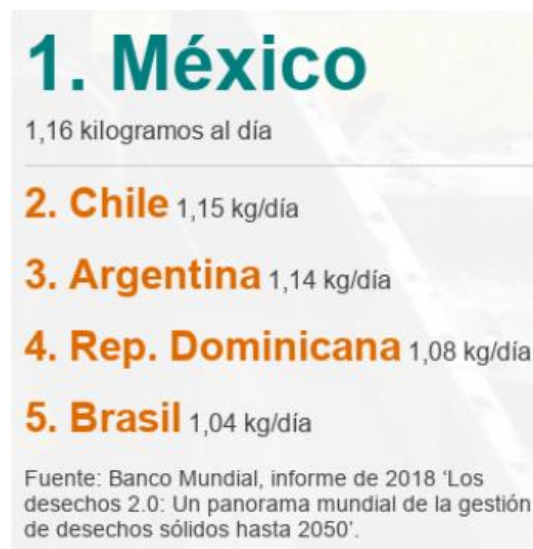 1. México
1,16 kilogramos al día
2. Chile 1,15 kg/día
3. Argentina 1,14 kg/día
4. Rep. Dominicana 1,08 kg/día
5. Brasil 1,04 kg/día
Fuente: Banco Mundial, informe de 2018 ‘Los
desechos 2.0: Un panorama mundial de la gestión
de desechos sólidos hasta 2050’.